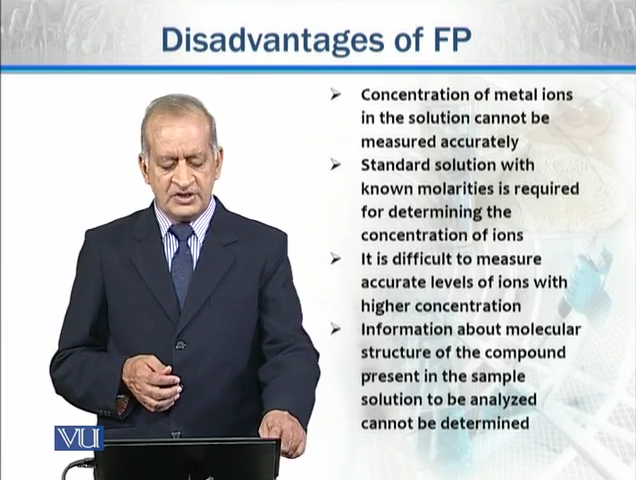 Disadvantages of FP
➤ Concentration of metal ions
in the solution cannot be
measured accurately
➤ Standard solution with
known molarities is required
for determining the
concentration of ions
➤ It is difficult to measure
accurate levels of ions with
higher concentration
➤ Information about molecular
structure of the compound
present in the sample
solution to be analyzed
cannot be determined
VU